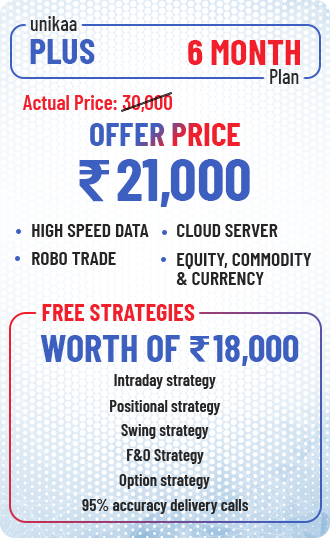 unikaa
PLUS
6 MONTH
Plan
Actual Price: 30,000
OFFER PRICE
₹ 21,000
• HIGH SPEED DATA • CLOUD SERVER
• ROBO TRADE • EQUITY, COMMODITY
& CURRENCY
FREE STRATEGIES
WORTH OF ₹ 18,000
Intraday strategy
Positional strategy
Swing strategy
F&O Strategy
Option strategy
95% accuracy delivery calls